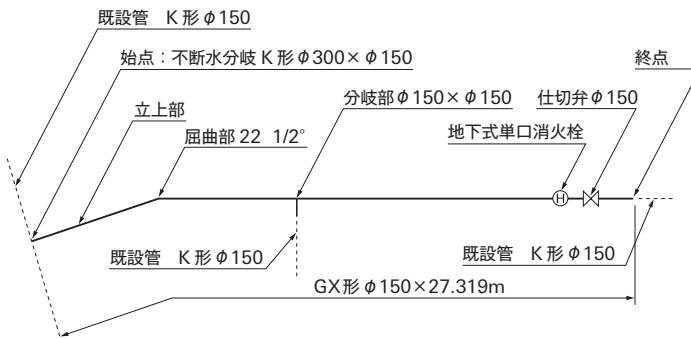 既設管 K形φ150
始点：不断水分岐K形φ300×φ150
終点
立上部
分岐部φ150×φ150
仕切弁φ150
屈曲部22 1/2°
地下式単口消火栓
H
既設管 K形φ150
既設管 K形φ150
GX形φ150×27.319m